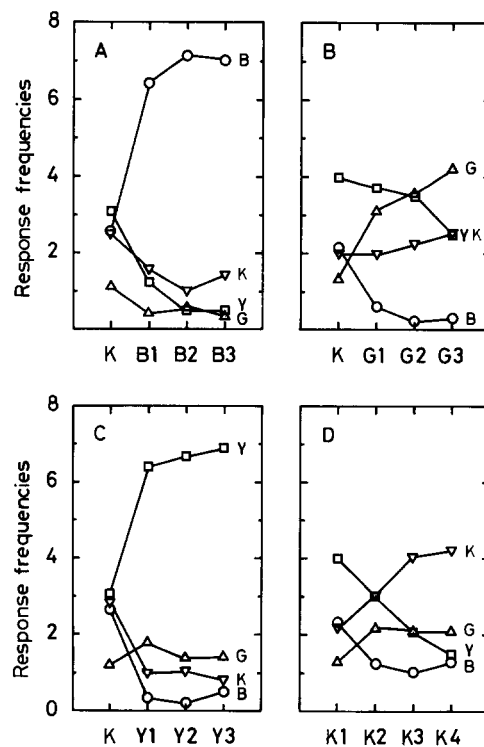 8
A
B
B
6
Response frequencies
4
G
2
K
Y K
Y
G
B
K B1 B2 B3
K G1 G2 G3
8
C
D
Y
6
Response frequencies
4
K
2
G
G
K
Y
B
B
0
K Y1 Y2 Y3
K1 K2 K3 K4